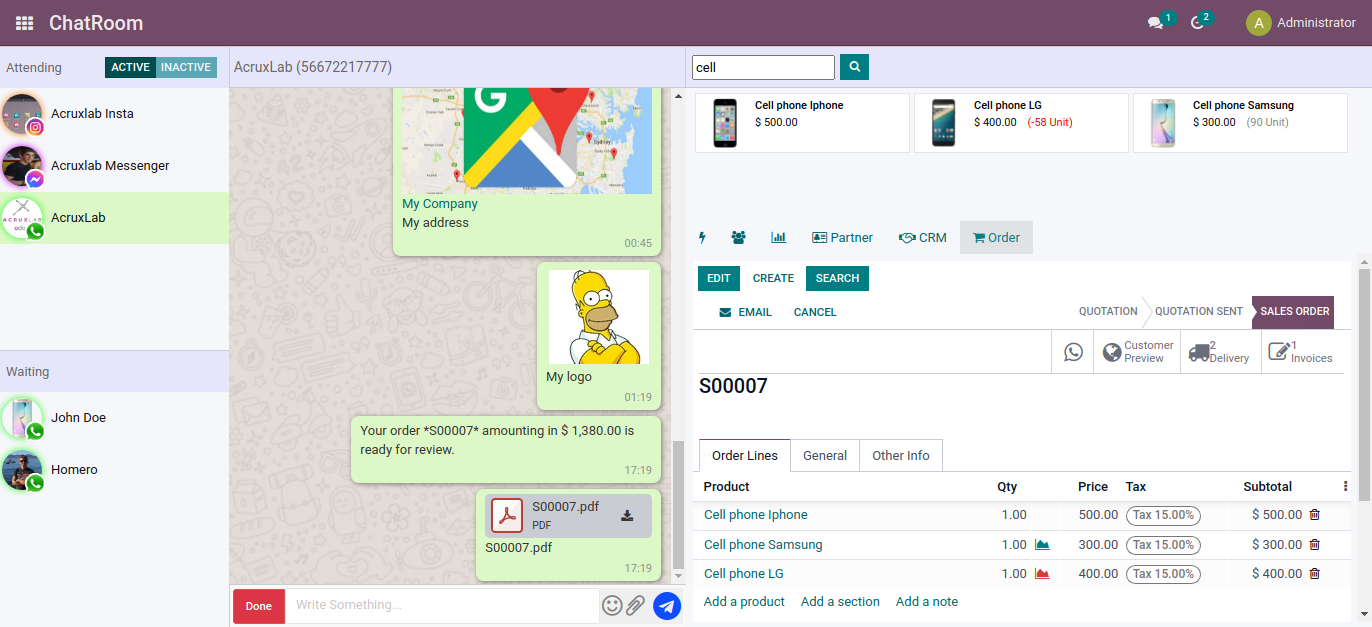 ChatRoom
1
2
A
Administrator
Attending
ACTIVE
INACTIVE
Acruxlab Insta
Acruxlab Messenger
ACRUXLAB
AcruxLab
Waiting
John Doe
Homero
AcruxLab (56672217777)
G
Sydney
My Company
My address
00:45
My logo
01:19
Your order *S00007* amounting in $ 1,380.00 is
ready for review.
17:19
S00007.pdf
PDF
S00007.pdf
17:19
Done
Write Something...
cell
Cell phone Iphone
$ 500.00
Cell phone LG
$ 400.00 (-58 Unit)
Cell phone Samsung
$ 300.00 (90 Unit)
Partner
CRM
Order
EDIT
CREATE
SEARCH
EMAIL
CANCEL
QUOTATION
QUOTATION SENT
SALES ORDER
Customer
Preview
2
Delivery
1
Invoices
S00007
Order Lines
General
Other Info
Product Qty Price Tax Subtotal
Cell phone Iphone 1.00 500.00 Tax 15.00% $ 500.00
Cell phone Samsung 1.00 300.00 Tax 15.00% $ 300.00
Cell phone LG 1.00 400.00 Tax 15.00% $ 400.00
Add a product Add a section Add a note